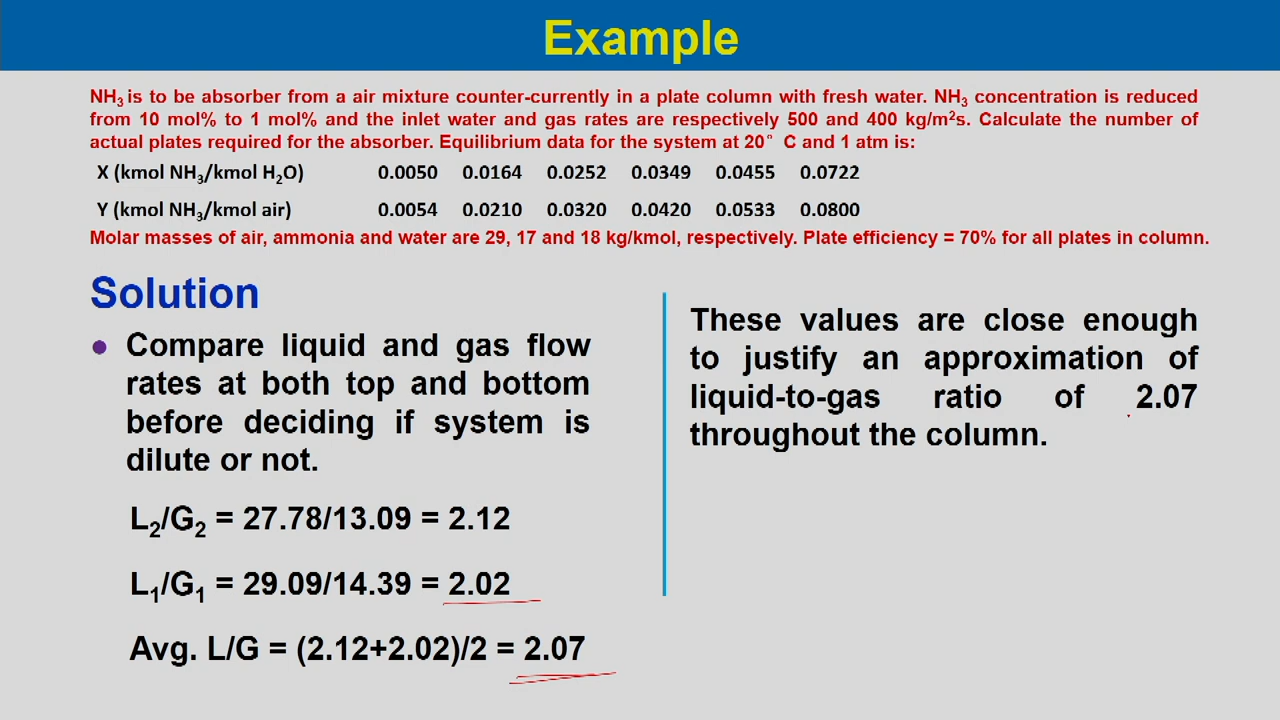 Example
NH3 is to be absorber from a air mixture counter-currently in a plate column with fresh water. NH3 concentration is reduced
from 10 mol% to 1 mol% and the inlet water and gas rates are respectively 500 and 400 kg/m2s. Calculate the number of
actual plates required for the absorber. Equilibrium data for the system at 20° C and 1 atm is:
X (kmol NH3/kmol H2O) 0.0050 0.0164 0.0252 0.0349 0.0455 0.0722
Y (kmol NH3/kmol air) 0.0054 0.0210 0.0320 0.0420 0.0533 0.0800
Molar masses of air, ammonia and water are 29, 17 and 18 kg/kmol, respectively. Plate efficiency = 70% for all plates in column.
Solution
• Compare liquid and gas flow
rates at both top and bottom
before deciding if system is
dilute or not.
L2/G2 = 27.78/13.09 = 2.12
L1/G1 = 29.09/14.39 = 2.02
Avg. L/G = (2.12+2.02)/2 = 2.07
These values are close enough
to justify an approximation of
liquid-to-gas ratio of 2.07
throughout the column.